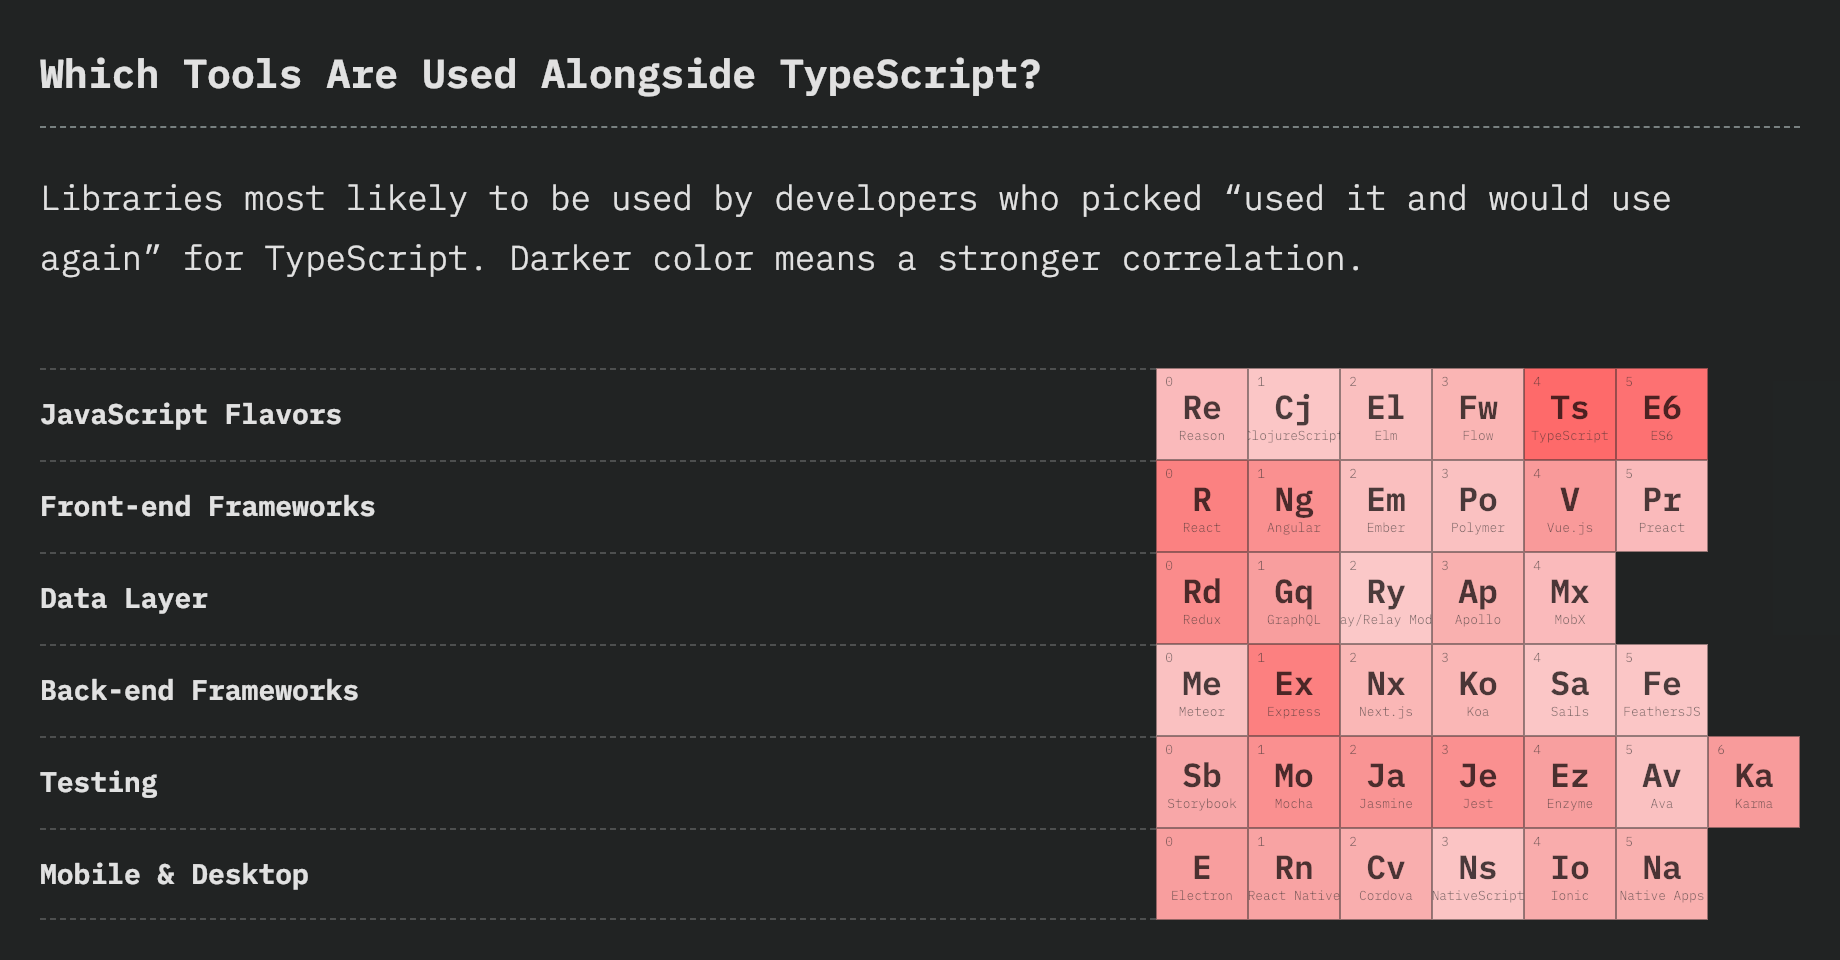 Which Tools Are Used Alongside TypeScript?
Libraries most likely to be used by developers who picked “used it and would use
again” for TypeScript. Darker color means a stronger correlation.
JavaScript Flavors
0 1 2 3 4 5
Re Cj El Fw Ts E6
Reason ClojureScript Elm Flow TypeScript ES6
Front-end Frameworks
0 1 2 3 4 5
R Ng Em Po V Pr
React Angular Ember Polymer Vue.js Preact
Data Layer
0 1 2 3 4
Rd Gq Ry Ap Mx
Redux GraphQL ay/Relay Mod Apollo MobX
Back-end Frameworks
0 1 2 3 4 5
Me Ex Nx Ko Sa Fe
Meteor Express Next.js Koa Sails FeathersJS
Testing
0 1 2 3 4 5 6
Sb Mo Ja Je Ez Av Ka
Storybook Mocha Jasmine Jest Enzyme Ava Karma
Mobile & Desktop
0 1 2 3 4 5
E Rn Cv Ns Io Na
Electron React Native Cordova NativeScript Ionic Native Apps